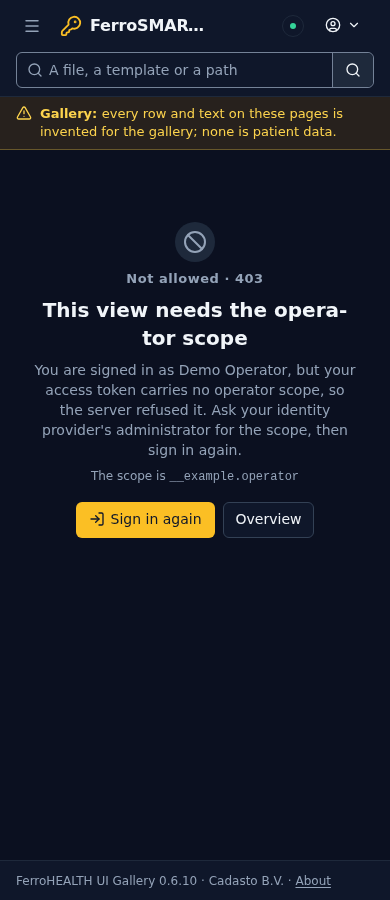 FerroSMAR...
A file, a template or a path
Gallery: every row and text on these pages is
invented for the gallery; none is patient data.
Not allowed · 403
This view needs the opera-
tor scope
You are signed in as Demo Operator, but your
access token carries no operator scope, so
the server refused it. Ask your identity
provider's administrator for the scope, then
sign in again.
The scope is __example.operator
Sign in again
Overview
FerroHEALTH UI Gallery 0.6.10 · Cadasto B.V. · About